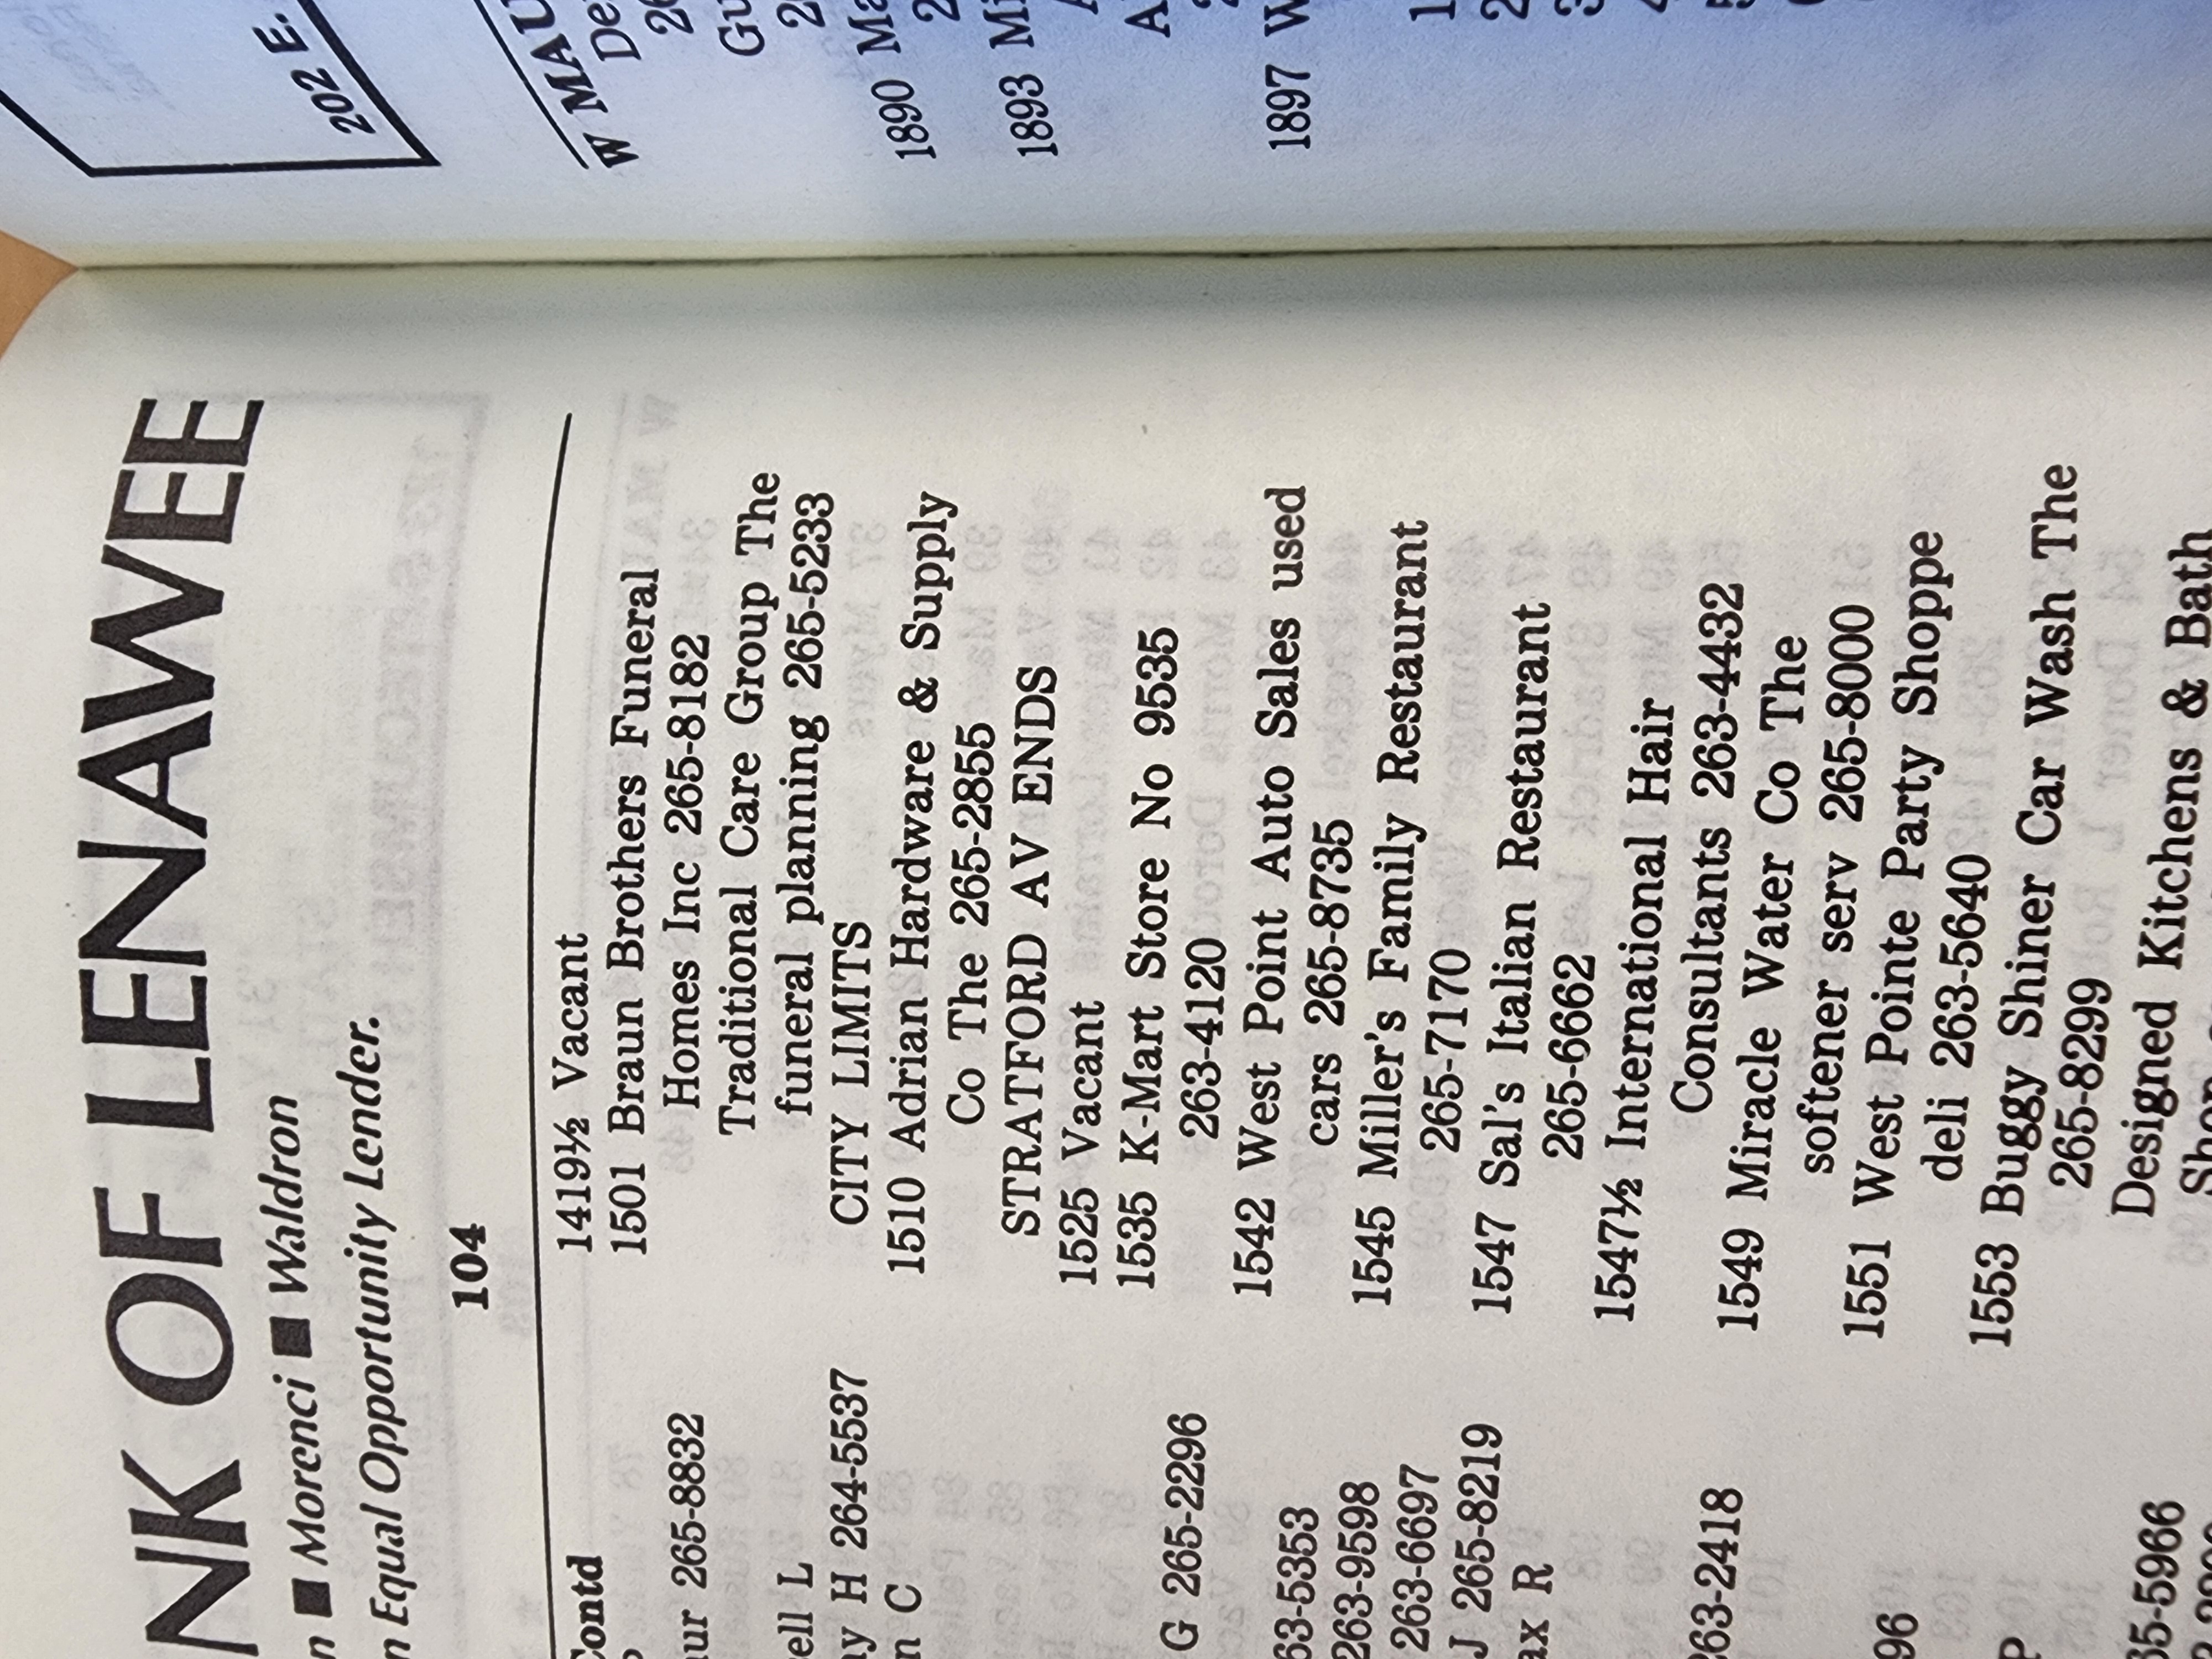 NK OF LENAWEE
■ Morenci ■ Waldron
Equal Opportunity Lender.
104
Contd
265-8832
ell L
H 264-5537
C
G 265-2296
63-5353
263-9598
263-6697
J 265-8219
R
263-2418
96
P
65-5966
1419½ Vacant
1501 Braun Brothers Funeral
Homes Inc 265-8182
Traditional Care Group The
funeral planning 265-5233
CITY LIMITS
1510 Adrian Hardware & Supply
Co The 265-2855
STRATFORD AV ENDS
1525 Vacant
1535 K-Mart Store No 9535
263-4120
1542 West Point Auto Sales used
cars 265-8735
1545 Miller's Family Restaurant
265-7170
1547 Sal's Italian Restaurant
265-6662
1547½ International Hair
Consultants 263-4432
1549 Miracle Water Co The
softener serv 265-8000
1551 West Pointe Party Shoppe
deli 263-5640
1553 Buggy Shiner Car Wash The
265-8299
Designed Kitchens & Bath
202 E.
W MAU
De
26
Gu
2
1890 Ma
2
1893 Mi
A
1897 W
1
2
3